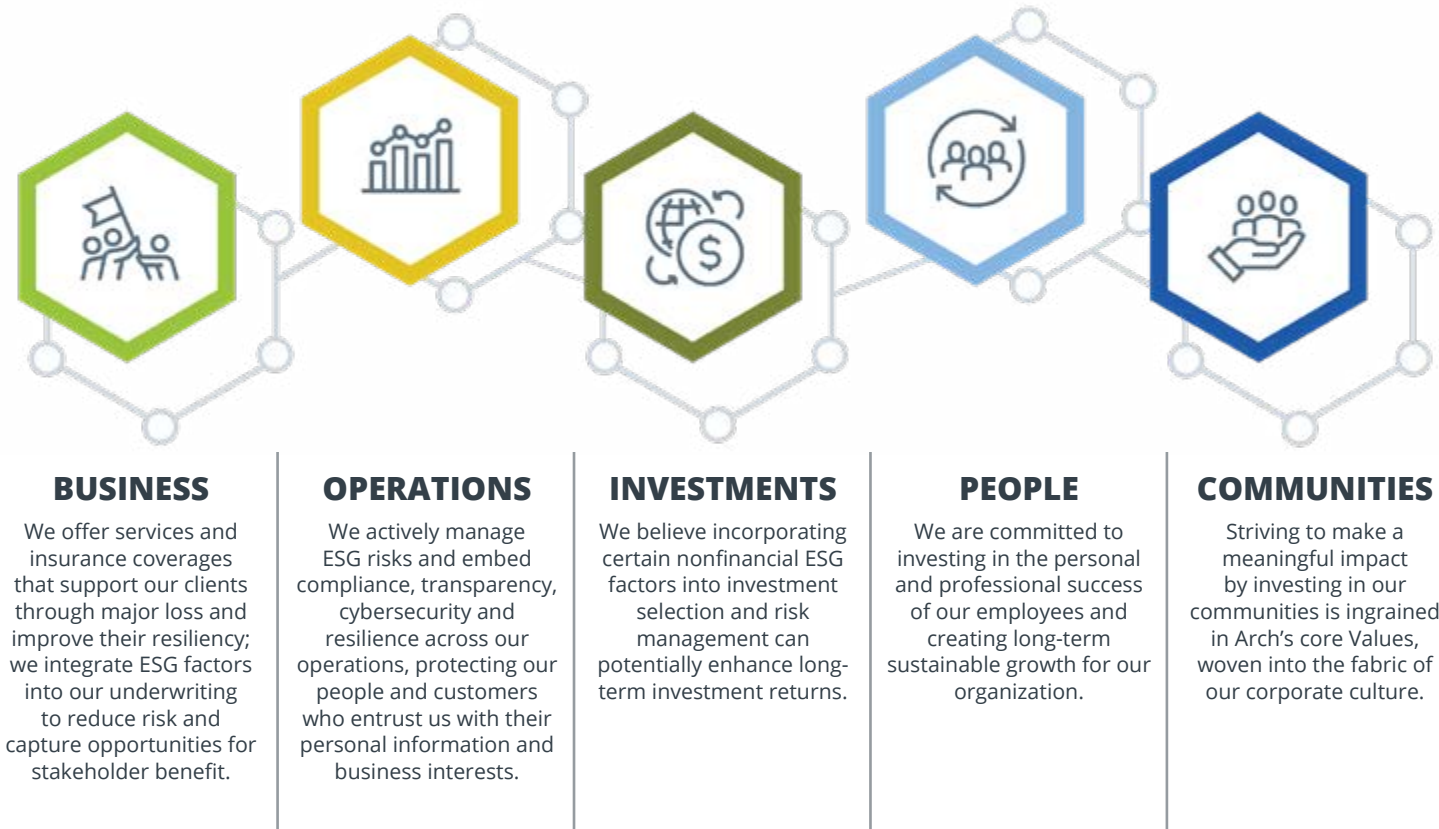 BUSINESS
We offer services and
insurance coverages
that support our clients
through major loss and
improve their resiliency;
we integrate ESG factors
into our underwriting
to reduce risk and
capture opportunities for
stakeholder benefit.
OPERATIONS
We actively manage
ESG risks and embed
compliance, transparency,
cybersecurity and
resilience across our
operations, protecting our
people and customers
who entrust us with their
personal information and
business interests.
INVESTMENTS
We believe incorporating
certain nonfinancial ESG
factors into investment
selection and risk
management can
potentially enhance long-
term investment returns.
PEOPLE
We are committed to
investing in the personal
and professional success
of our employees and
creating long-term
sustainable growth for our
organization.
COMMUNITIES
Striving to make a
meaningful impact
by investing in our
communities is ingrained
in Arch’s core Values,
woven into the fabric of
our corporate culture.